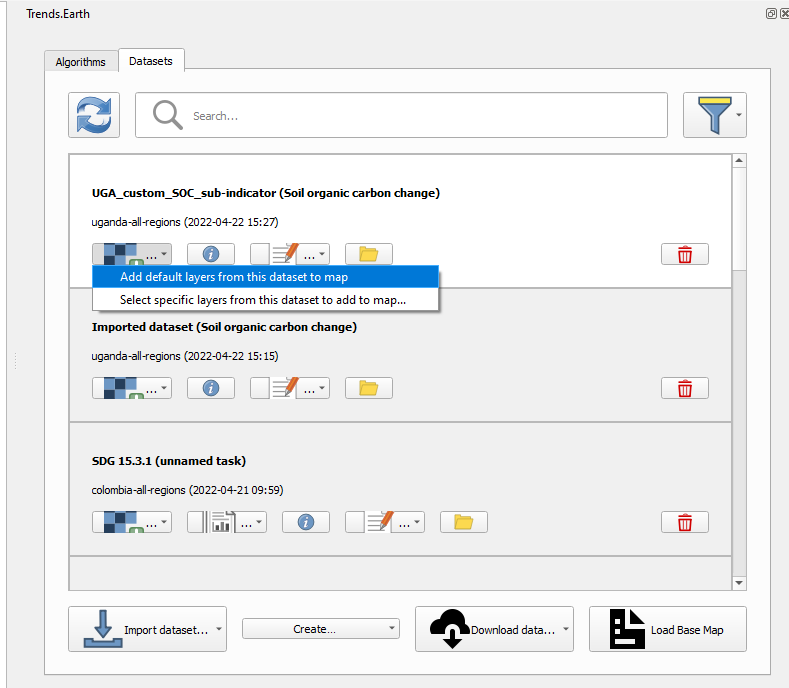 Trends.Earth
Algorithms
Datasets
Search...
UGA_custom_SOC_sub-indicator (Soil organic carbon change)
uganda-all-regions (2022-04-22 15:27)
... i ...
Add default layers from this dataset to map
Select specific layers from this dataset to add to map...
Imported dataset (Soil organic carbon change)
uganda-all-regions (2022-04-22 15:15)
... i ...
SDG 15.3.1 (unnamed task)
colombia-all-regions (2022-04-21 09:59)
... ... i ...
Import dataset...
Create...
Download data...
Load Base Map